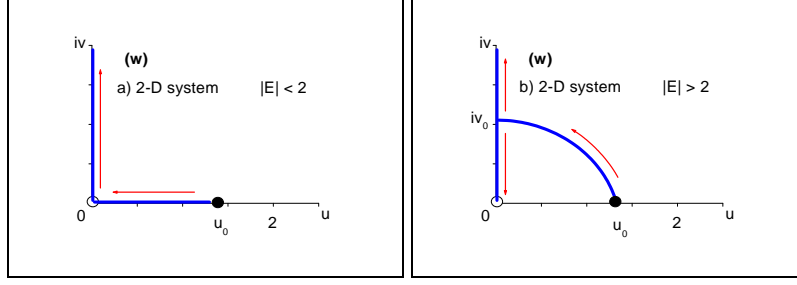 iv
(w)
a) 2-D system |E| < 2
0
u₀
2
u
iv
(w)
b) 2-D system |E| > 2
iv₀
0
u₀
2
u